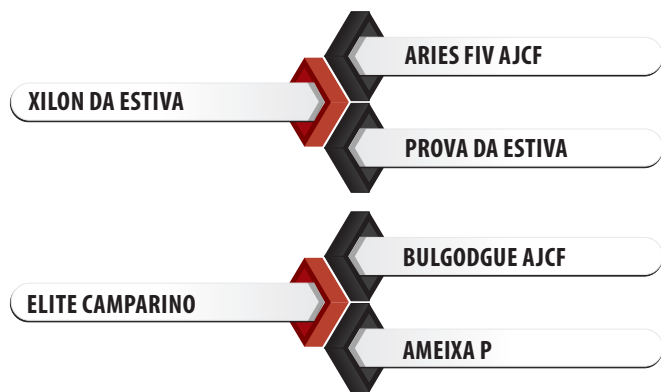 ARIES FIV AJCF
XILON DA ESTIVA
PROVA DA ESTIVA
BULGODGUE AJCF
ELITE CAMPARINO
AMEIXA P